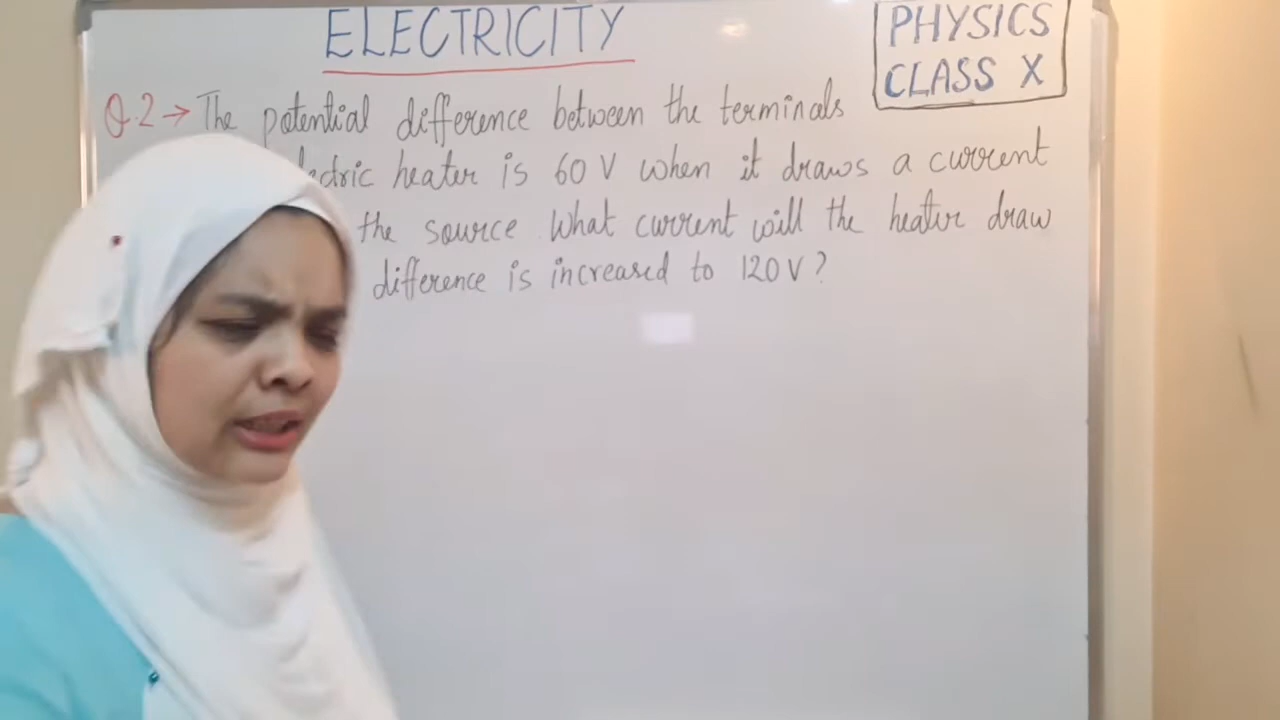 ELECTRICITY
PHYSICS
CLASS X
Q.2 → The potential difference between the terminals
heater is 60 V when it draws a current
the source. What current will the heater draw
difference is increased to 120 V ?